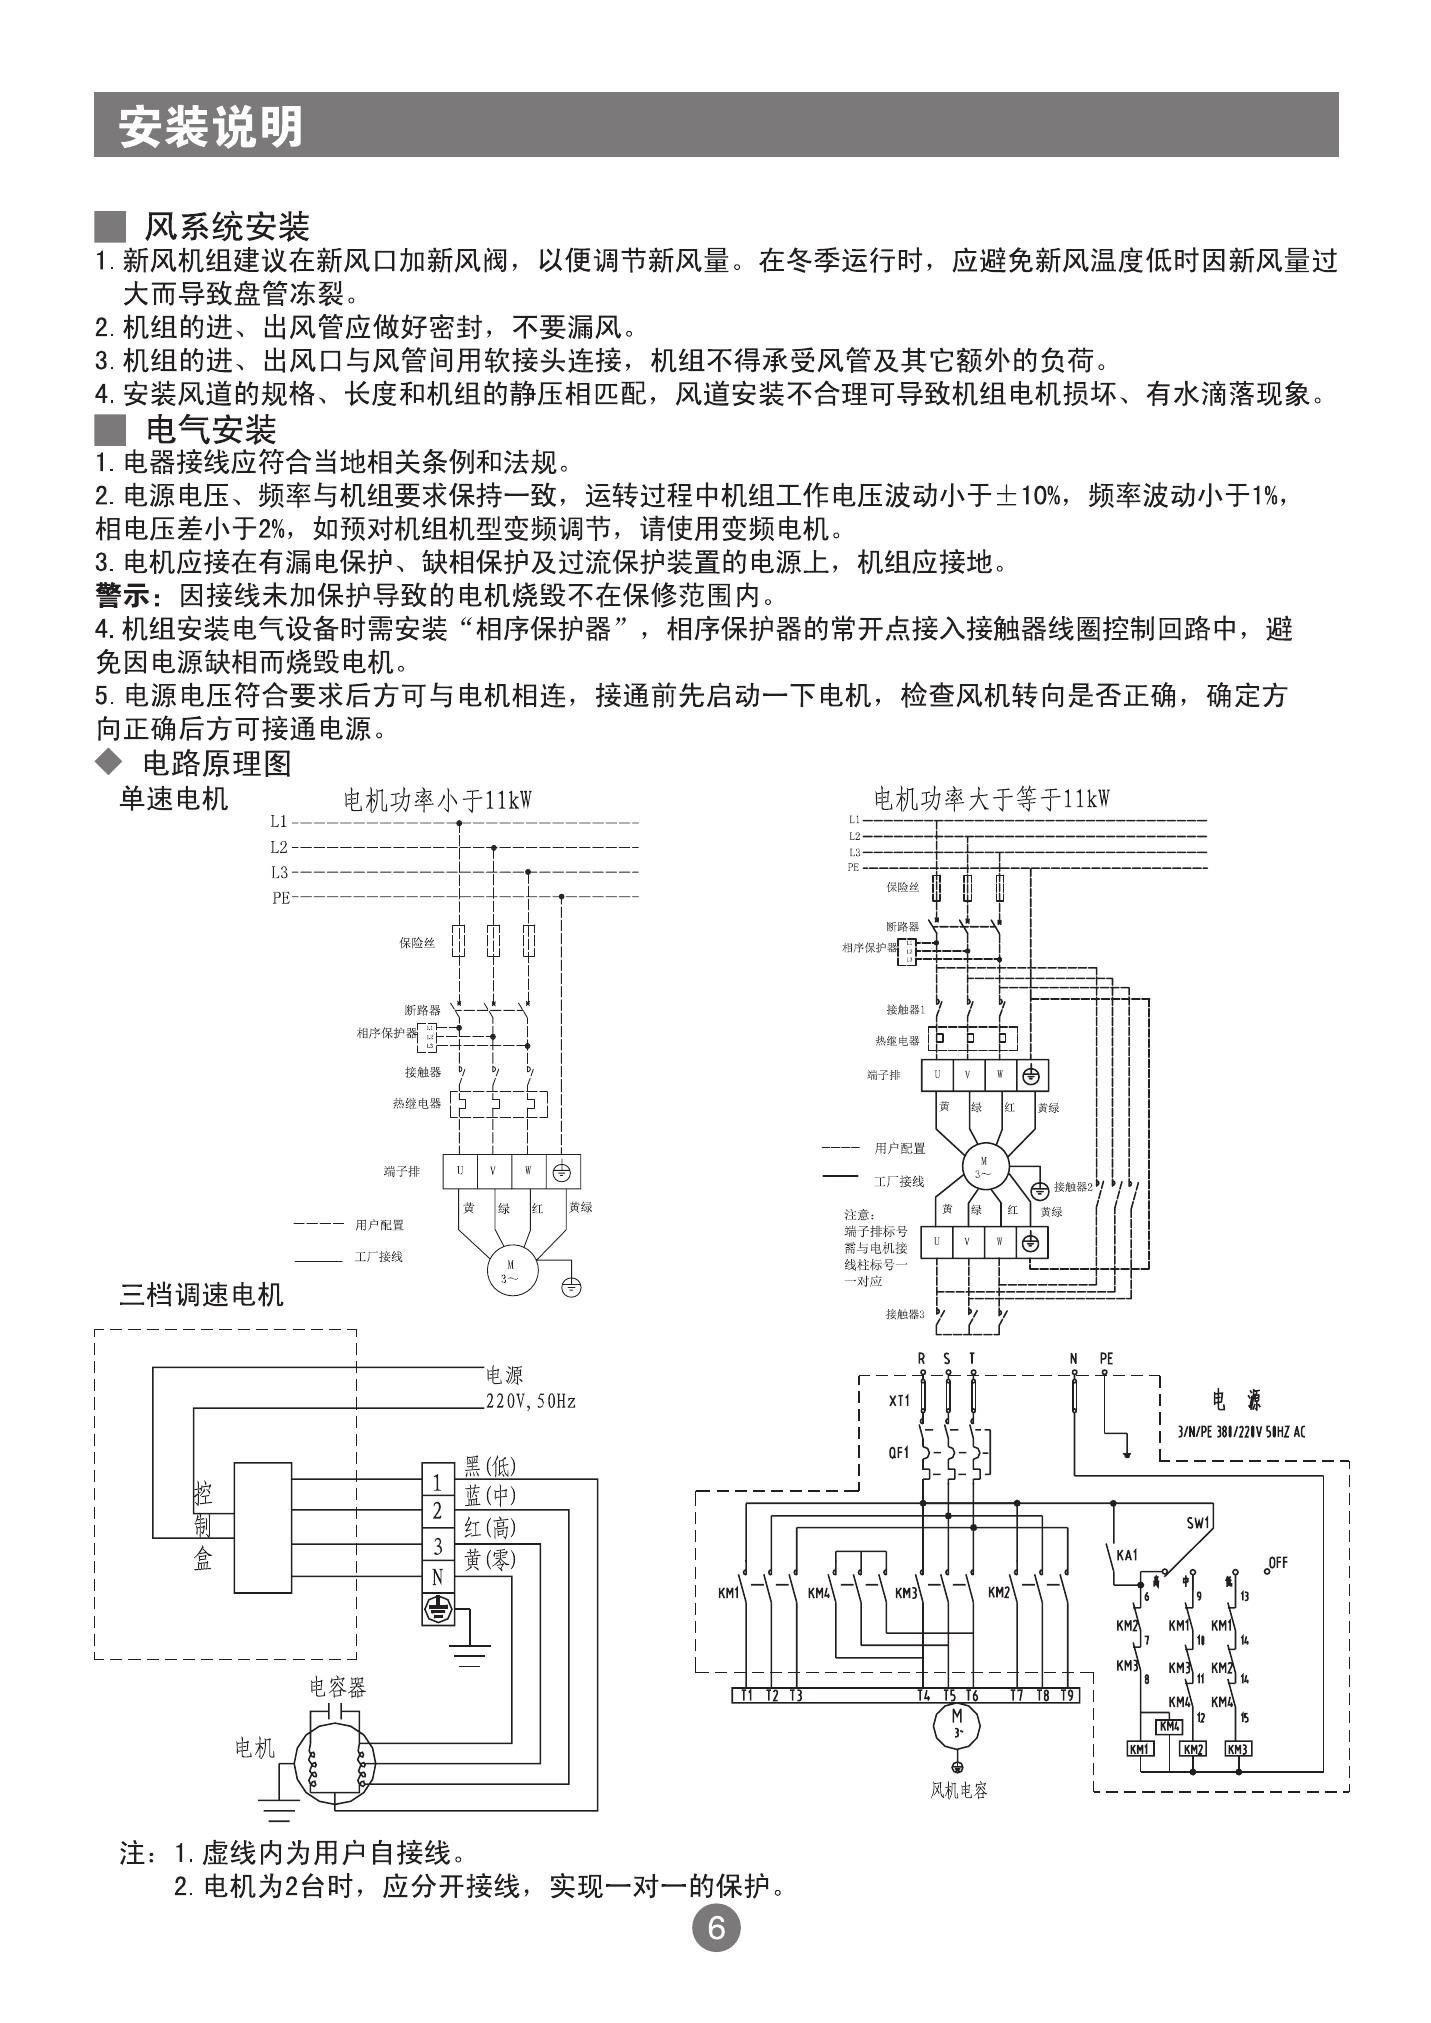 安装说明
风系统安装
1. 新风机组建议在新风口加新风阀，以便调节新风量。在冬季运行时，应避免新风温度低时因新风量过
大而导致盘管冻裂。
2. 机组的进、出风管应做好密封，不要漏风。
3. 机组的进、出风口与风管间用软接头连接，机组不得承受风管及其它额外的负荷。
4. 安装风道的规格、长度和机组的静压相匹配，风道安装不合理可导致机组电机损坏、有水滴落现象。
电气安装
1. 电器接线应符合当地相关条例和法规。
2. 电源电压、频率与机组要求保持一致，运转过程中机组工作电压波动小于±10%，频率波动小于1%，
相电压差小于2%，如预对机组机型变频调节，请使用变频电机。
3. 电机应接在有漏电保护、缺相保护及过流保护装置的电源上，机组应接地。
警示：因接线未加保护导致的电机烧毁不在保修范围内。
4. 机组安装电气设备时需安装“相序保护器”，相序保护器的常开点接入接触器线圈控制回路中，避
免因电源缺相而烧毁电机。
5. 电源电压符合要求后方可与电机相连，接通前先启动一下电机，检查风机转向是否正确，确定方
向正确后方可接通电源。
电路原理图
单速电机
电机功率小于11kW
L1
L2
L3
PE
保险丝
断路器
相序保护器
L1
L2
L3
接触器
热继电器
端子排
U V W
黄 绿 红 黄绿
用户配置
工厂接线
M
3～
电机功率大于等于11kW
L1
L2
L3
PE
保险丝
断路器
相序保护器
L1
L2
L3
接触器1
热继电器
端子排
U V W
黄 绿 红 黄绿
用户配置
M
3～
工厂接线
接触器2
黄 绿 红 黄绿
注意：
端子排标号
需与电机接
线柱标号一
一对应
U V W
接触器3
三档调速电机
电源
220V, 50Hz
控
制
盒
1 黑(低)
2 蓝(中)
3 红(高)
N 黄(零)
电容器
电机
R S T N PE
XT1
QF1
电 源
3/N/PE 380/220V 50HZ AC
SW1
KA1
OFF
高 中 低
KM1 KM4 KM3 KM2
6 9 13
KM2 KM1 KM1
7 10 14
KM3 KM3 KM2
8 11 14
KM4 KM4
12 15
KM4
KM1 KM2 KM3
T1 T2 T3 T4 T5 T6 T7 T8 T9
M
3~
风机电容
注：1. 虚线内为用户自接线。
2. 电机为2台时，应分开接线，实现一对一的保护。
6